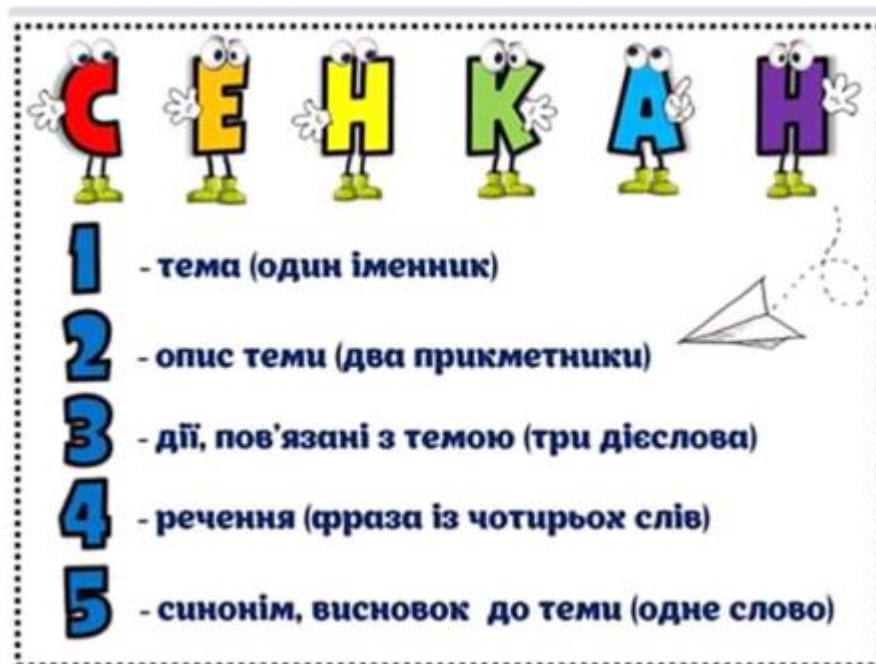 СЕНКАН
1 - тема (один іменник)
2 - опис теми (два прикметники)
3 - дії, пов'язані з темою (три дієслова)
4 - речення (фраза із чотирьох слів)
5 - синонім, висновок до теми (одне слово)